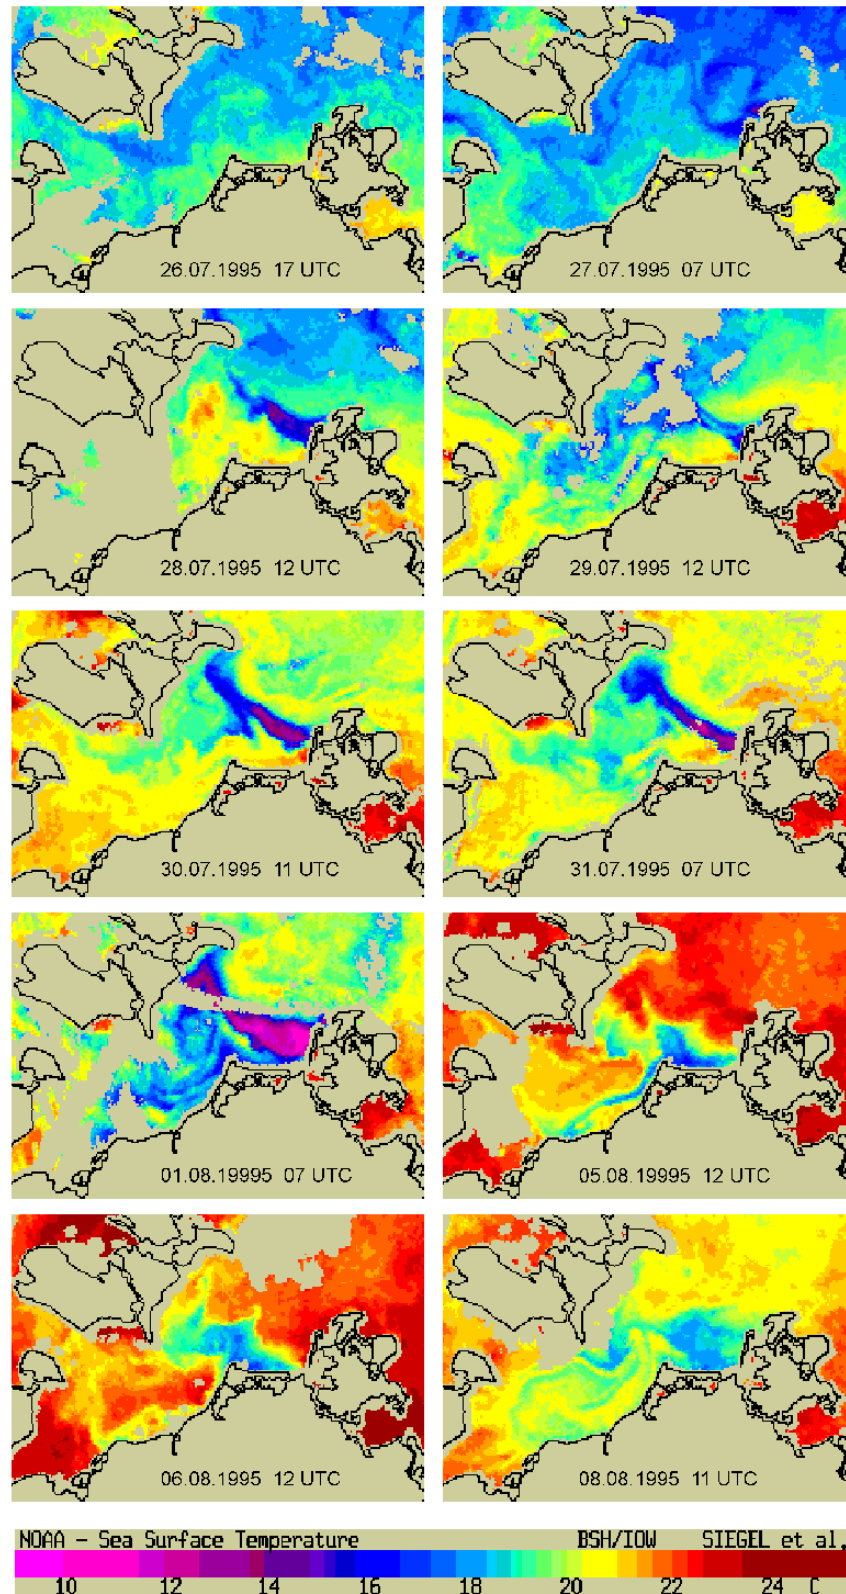 26.07.1995 17 UTC
27.07.1995 07 UTC
28.07.1995 12 UTC
29.07.1995 12 UTC
30.07.1995 11 UTC
31.07.1995 07 UTC
01.08.19995 07 UTC
05.08.19995 12 UTC
06.08.1995 12 UTC
08.08.1995 11 UTC
NOAA – Sea Surface Temperature BSH/IOW SIEGEL et al.
10 12 14 16 18 20 22 24 C